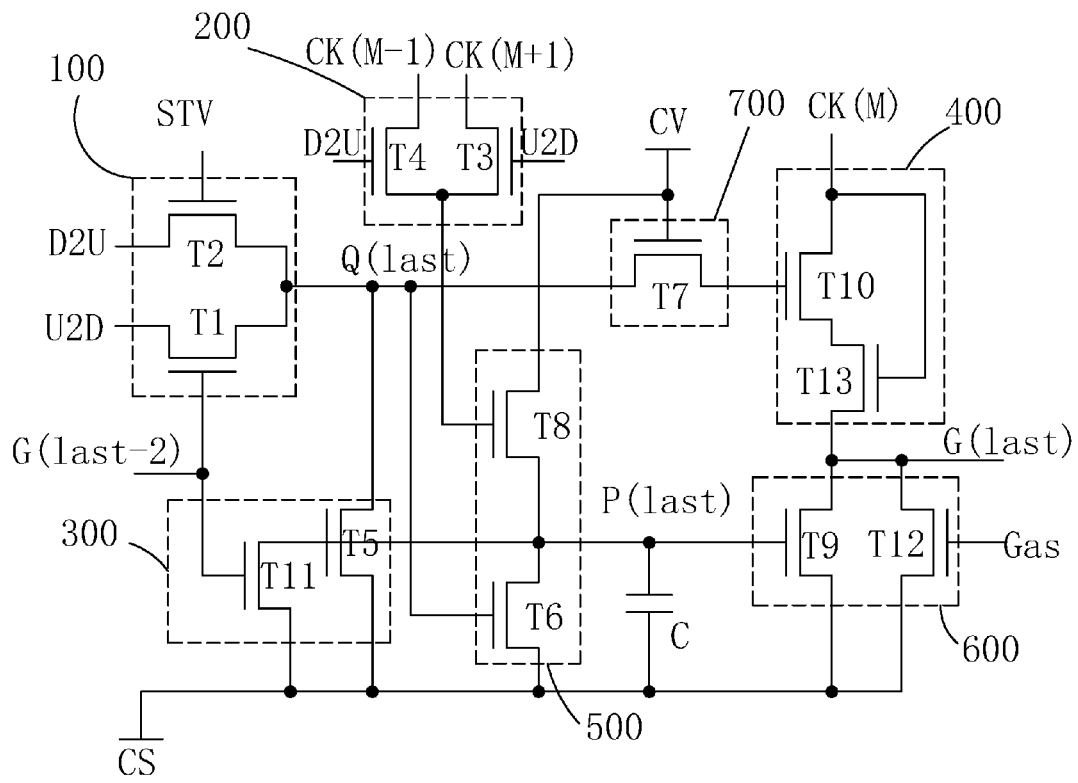 200
CK(M-1) CK(M+1)
100
STV
700
CV
CK(M)
400
D2U T4 T3 U2D
D2U T2
Q(last)
T7
T10
U2D T1
T13
T8
G(last-2)
G(last)
P(last)
300
T5
T9 T12 Gas
T11
T6
C
600
500
CS